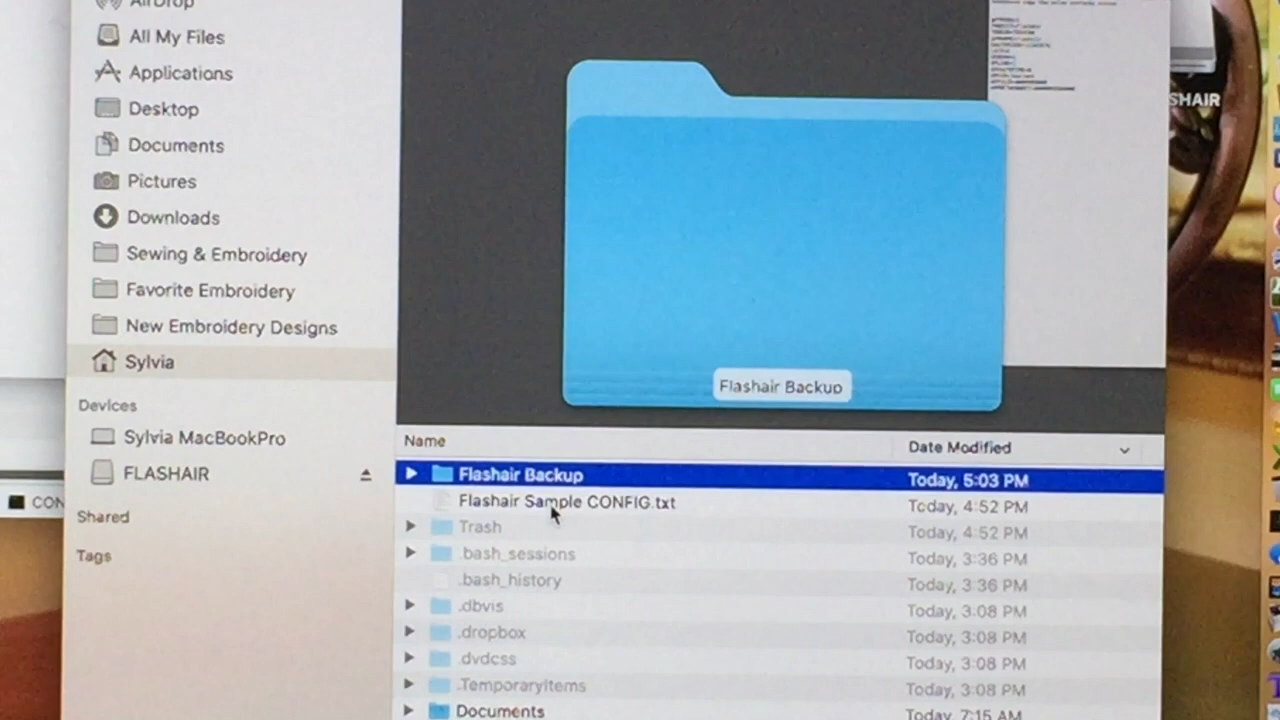 AirDrop
All My Files
Applications
Desktop
Documents
Pictures
Downloads
Sewing & Embroidery
Favorite Embroidery
New Embroidery Designs
Sylvia
Devices
Sylvia MacBookPro
FLASHAIR
Shared
Tags
CON
SHAIR
Flashair Backup
Name Date Modified
Flashair Backup Today, 5:03 PM
Flashair Sample CONFIG.txt Today, 4:52 PM
Trash Today, 4:52 PM
.bash_sessions Today, 3:36 PM
.bash_history Today, 3:36 PM
.dbvis Today, 3:08 PM
.dropbox Today, 3:08 PM
.dvdcss Today, 3:08 PM
.TemporaryItems Today, 3:08 PM
Documents Today, 7:15 AM